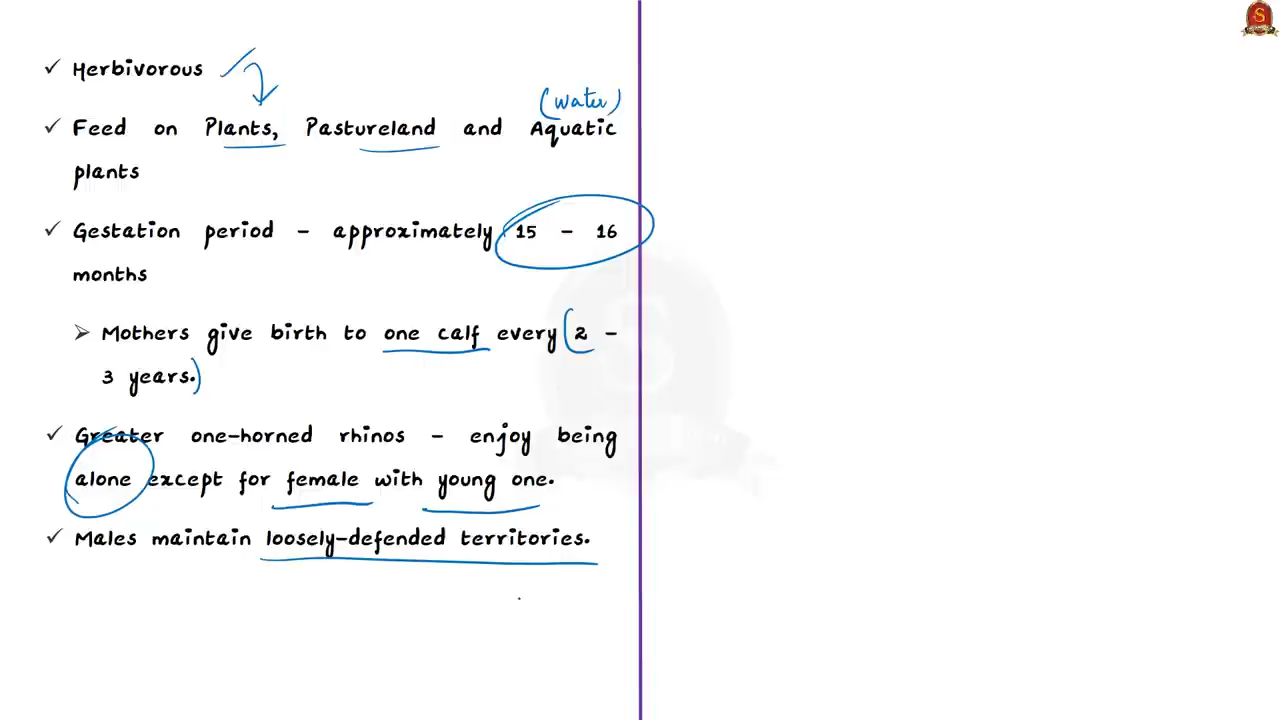 ✓ Herbivorous
(water)
✓ Feed on Plants, Pastureland and Aquatic
plants
✓ Gestation period - approximately 15 - 16
months
➢ Mothers give birth to one calf every (2 -
3 years.)
✓ Greater one-horned rhinos - enjoy being
alone except for female with young one.
✓ Males maintain loosely-defended territories.
S